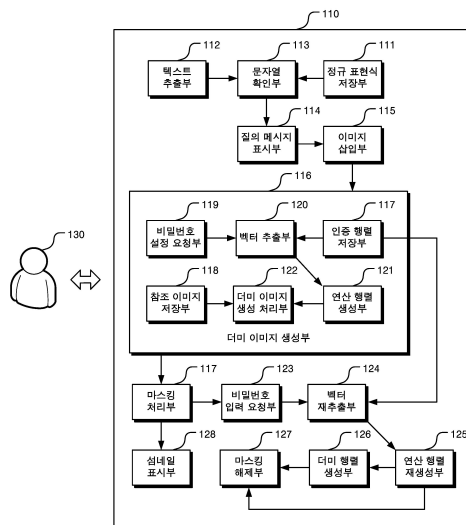 110
112
113
111
텍스트
추출부
문자열
확인부
정규 표현식
저장부
114
115
질의 메시지
표시부
이미지
삽입부
116
130
119
120
117
비밀번호
설정 요청부
벡터 추출부
인증 행렬
저장부
118
122
121
참조 이미지
저장부
더미 이미지
생성 처리부
연산 행렬
생성부
더미 이미지 생성부
117
123
124
마스킹
처리부
비밀번호
입력 요청부
벡터
재추출부
128
127
126
125
섬네일
표시부
마스킹
해제부
더미 행렬
생성부
연산 행렬
재생성부